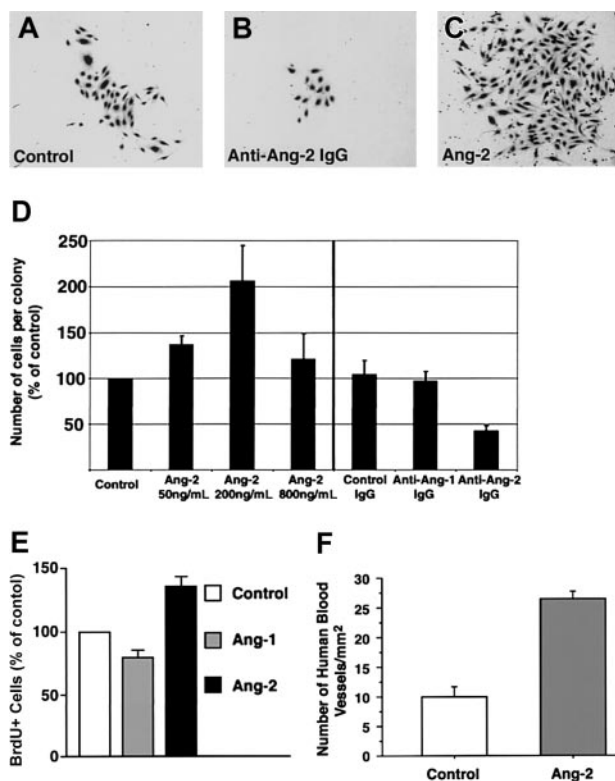 A
Control
B
Anti-Ang-2 IgG
C
Ang-2
D
Number of cells per colony
(% of control)
250
200
150
100
50
Control
Ang-2
50ng/mL
Ang-2
200ng/mL
Ang-2
800ng/mL
Control
IgG
Anti-Ang-1
IgG
Anti-Ang-2
IgG
E
BrdU+ Cells (% of contol)
150
100
50
0
Control
Ang-1
Ang-2
F
Number of Human Blood
Vessels/mm2
30
25
20
15
10
5
0
Control
Ang-2